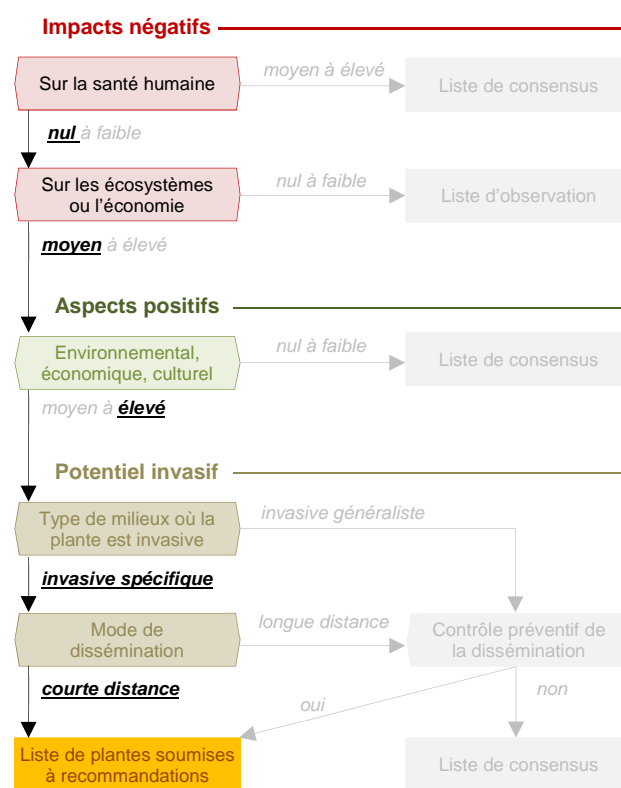 Impacts négatifs
Sur la santé humaine
moyen à élevé
Liste de consensus
nul à faible
Sur les écosystèmes
ou l'économie
nul à faible
Liste d'observation
moyen à élevé
Aspects positifs
Environnemental,
économique, culturel
nul à faible
Liste de consensus
moyen à élevé
Potentiel invasif
Type de milieux où la
plante est invasive
invasive généraliste
invasive spécifique
Mode de
dissémination
longue distance
Contrôle préventif de
la dissémination
courte distance
oui
non
Liste de plantes soumises
à recommandations
Liste de consensus